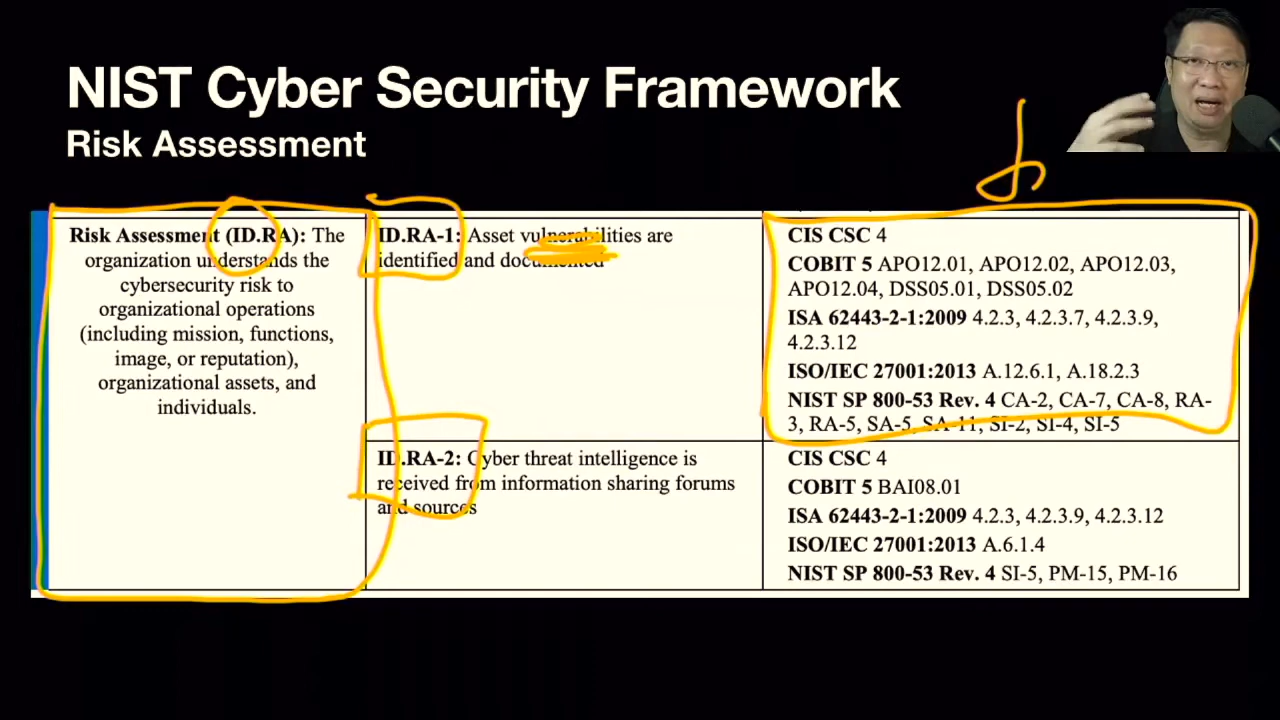 NIST Cyber Security Framework
Risk Assessment
Risk Assessment (ID.RA): The
organization understands the
cybersecurity risk to
organizational operations
(including mission, functions,
image, or reputation),
organizational assets, and
individuals.
ID.RA-1: Asset vulnerabilities are
identified and documented
CIS CSC 4
COBIT 5 APO12.01, APO12.02, APO12.03,
APO12.04, DSS05.01, DSS05.02
ISA 62443-2-1:2009 4.2.3, 4.2.3.7, 4.2.3.9,
4.2.3.12
ISO/IEC 27001:2013 A.12.6.1, A.18.2.3
NIST SP 800-53 Rev. 4 CA-2, CA-7, CA-8, RA-
3, RA-5, SA-5, SA-11, SI-2, SI-4, SI-5
ID.RA-2: Cyber threat intelligence is
received from information sharing forums
and sources
CIS CSC 4
COBIT 5 BAI08.01
ISA 62443-2-1:2009 4.2.3, 4.2.3.9, 4.2.3.12
ISO/IEC 27001:2013 A.6.1.4
NIST SP 800-53 Rev. 4 SI-5, PM-15, PM-16